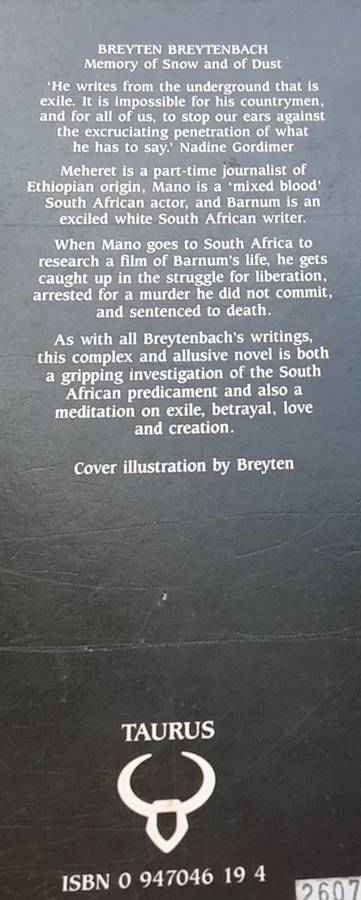 BREYTEN BREYTENBACH
Memory of Snow and of Dust
'He writes from the underground that is
exile. It is impossible for his countrymen,
and for all of us, to stop our ears against
the excruciating penetration of what
he has to say.' Nadine Gordimer
Meheret is a part-time journalist of
Ethiopian origin, Mano is a 'mixed blood'
South African actor, and Barnum is an
exciled white South African writer.
When Mano goes to South Africa to
research a film of Barnum's life, he gets
caught up in the struggle for liberation,
arrested for a murder he did not commit,
and sentenced to death.
As with all Breytenbach's writings,
this complex and allusive novel is both
a gripping investigation of the South
African predicament and also a
meditation on exile, betrayal, love
and creation.
Cover illustration by Breyten
TAURUS
ISBN 0 947046 19 4
2607